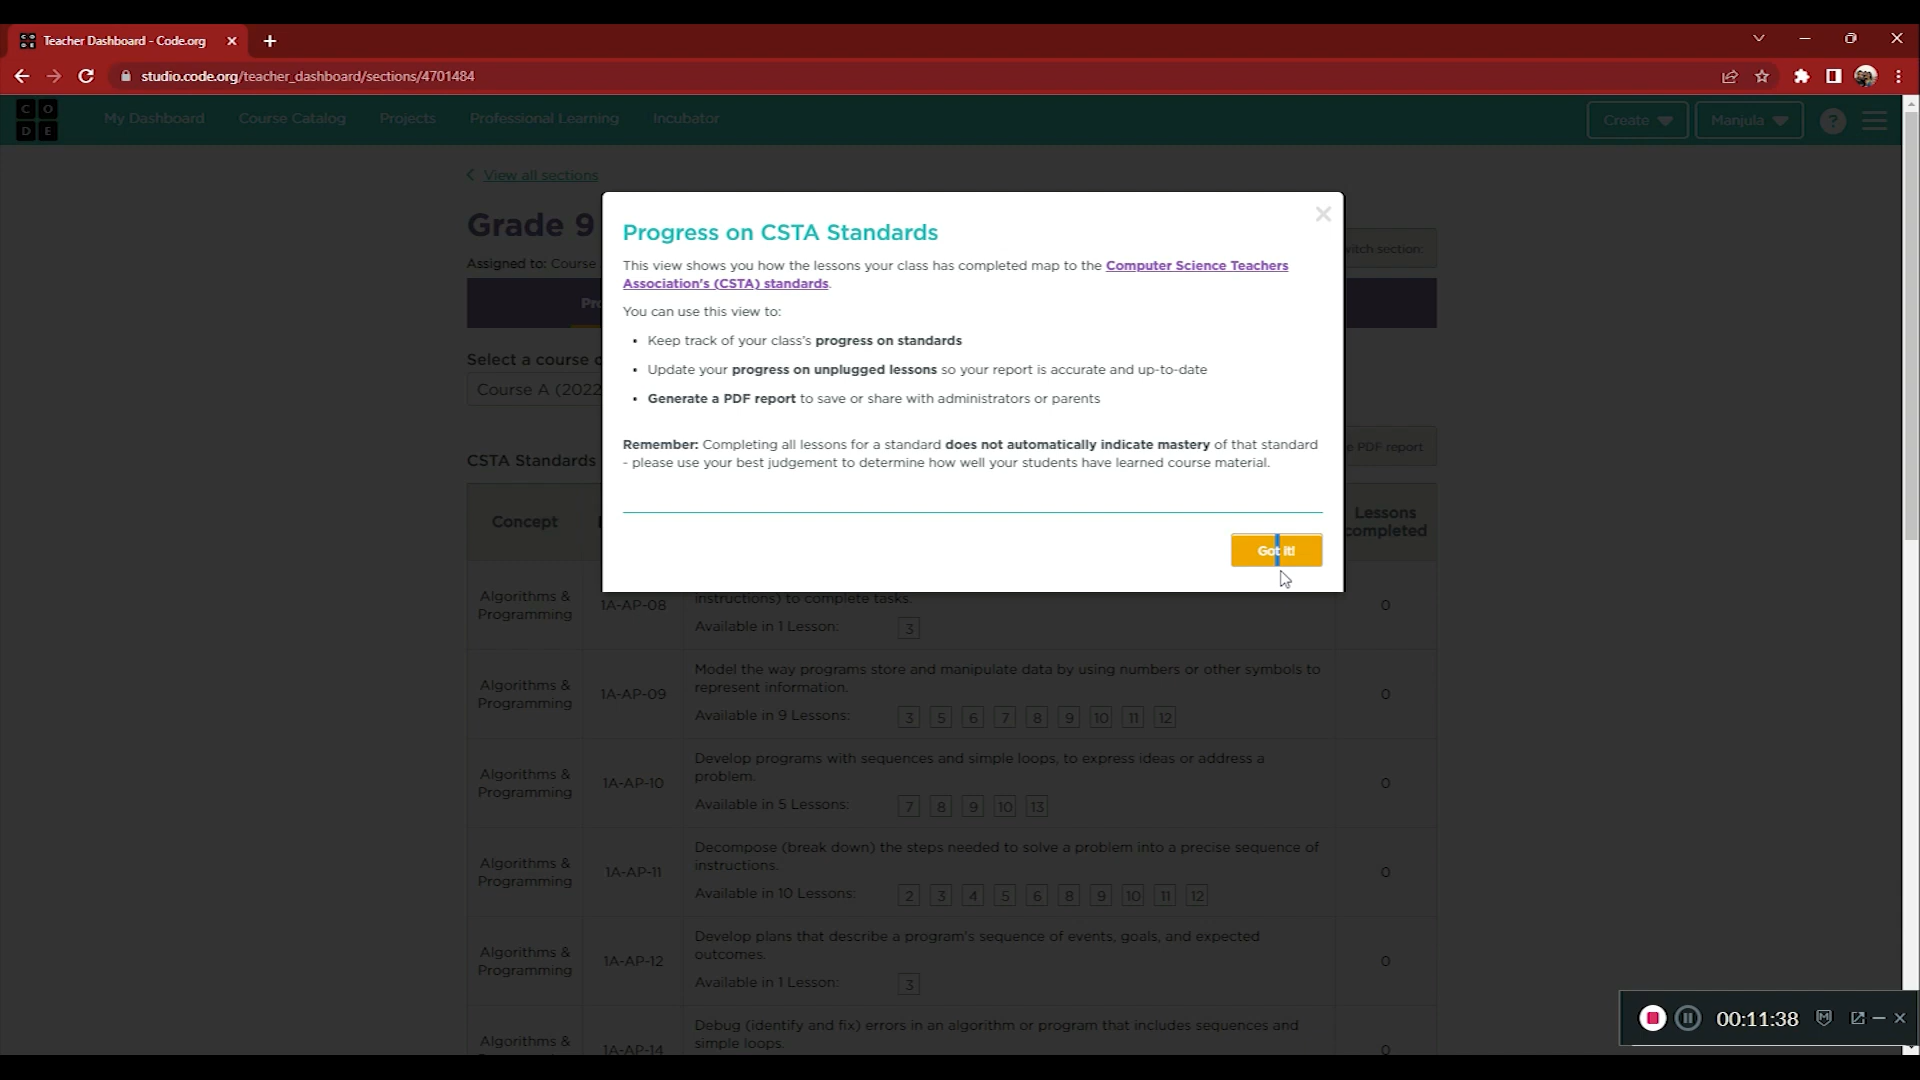 Teacher Dashboard - Code.org
studio.code.org/teacher_dashboard/sections/4701484
C O
D E
My Dashboard
Course Catalog
Projects
Professional Learning
Incubator
Create
Manjula
?
View all sections
Grade 9
Assigned to: Course
Select a course
Course A (2022
Progress on CSTA Standards
This view shows you how the lessons your class has completed map to the Computer Science Teachers
Association's (CSTA) standards.
You can use this view to:
• Keep track of your class's progress on standards
• Update your progress on unplugged lessons so your report is accurate and up-to-date
• Generate a PDF report to save or share with administrators or parents
Remember: Completing all lessons for a standard does not automatically indicate mastery of that standard
- please use your best judgement to determine how well your students have learned course material.
Got it!
witch section:
PDF report
CSTA Standards
Concept
Lessons
completed
Algorithms &
Programming
1A-AP-08
instructions) to complete tasks.
Available in 1 Lesson: 3
0
Algorithms &
Programming
1A-AP-09
Model the way programs store and manipulate data by using numbers or other symbols to
represent information.
Available in 9 Lessons: 3 5 6 7 8 9 10 11 12
0
Algorithms &
Programming
1A-AP-10
Develop programs with sequences and simple loops, to express ideas or address a
problem.
Available in 5 Lessons: 7 8 9 10 13
0
Algorithms &
Programming
1A-AP-11
Decompose (break down) the steps needed to solve a problem into a precise sequence of
instructions.
Available in 10 Lessons: 2 3 4 5 6 8 9 10 11 12
0
Algorithms &
Programming
1A-AP-12
Develop plans that describe a program's sequence of events, goals, and expected
outcomes.
Available in 1 Lesson: 3
0
Algorithms &
1A-AP-14
Debug (identify and fix) errors in an algorithm or program that includes sequences and
simple loops.
0
00:11:38